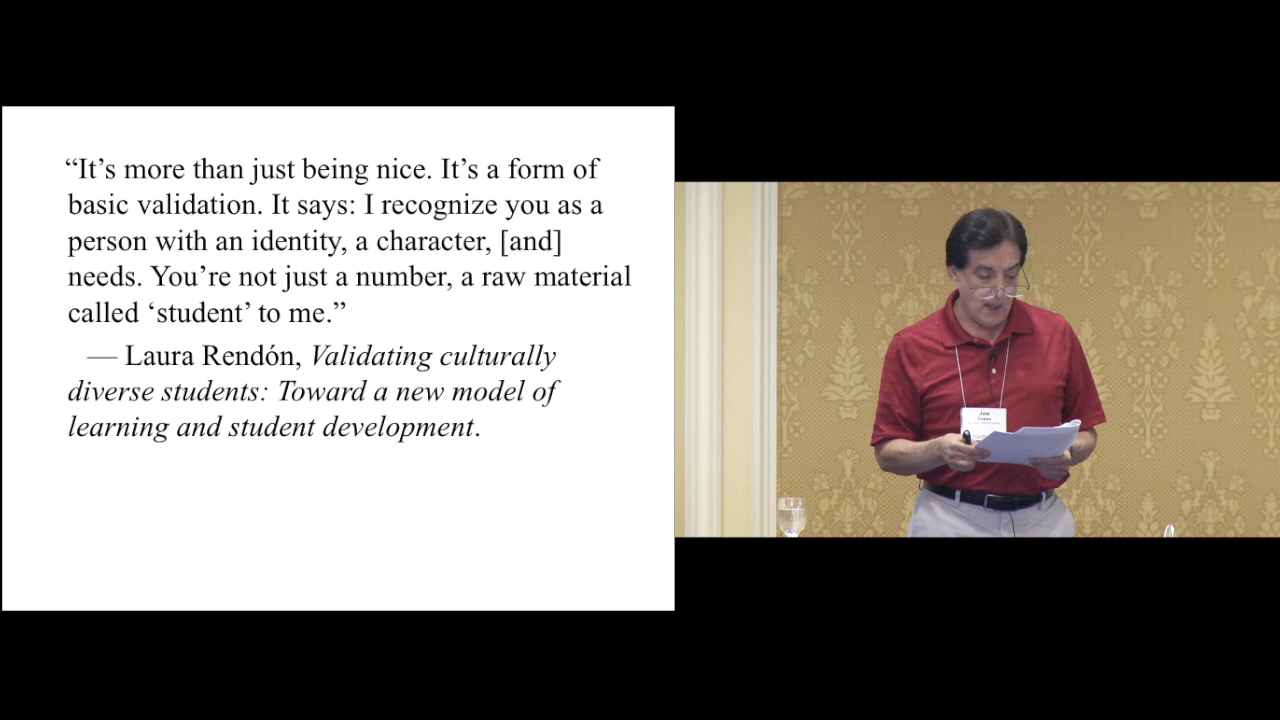 “It’s more than just being nice. It’s a form of
basic validation. It says: I recognize you as a
person with an identity, a character, [and]
needs. You’re not just a number, a raw material
called ‘student’ to me.”
— Laura Rendón, Validating culturally
diverse students: Toward a new model of
learning and student development.
Joe